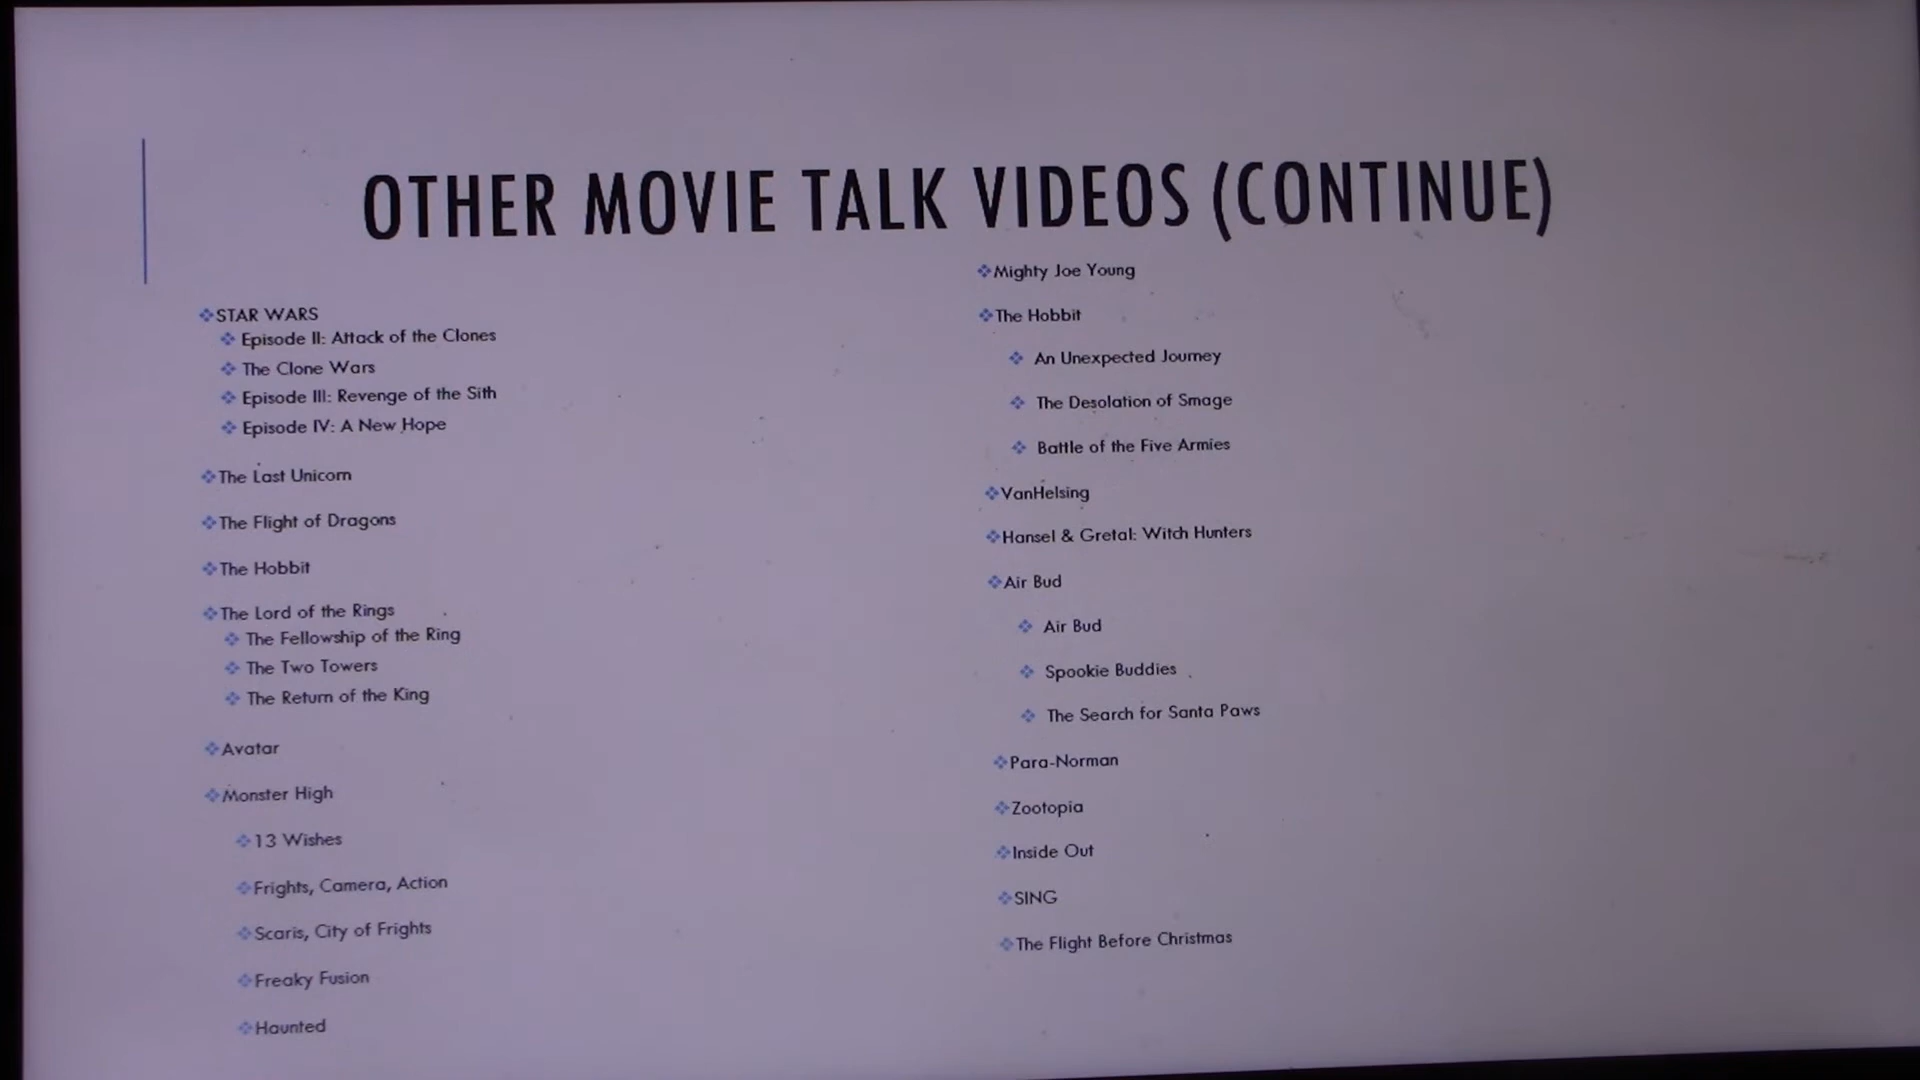 OTHER MOVIE TALK VIDEOS (CONTINUE)
STAR WARS
Episode II: Attack of the Clones
The Clone Wars
Episode III: Revenge of the Sith
Episode IV: A New Hope
The Last Unicorn
The Flight of Dragons
The Hobbit
The Lord of the Rings
The Fellowship of the Ring
The Two Towers
The Return of the King
Avatar
Monster High
13 Wishes
Frights, Camera, Action
Scaris, City of Frights
Freaky Fusion
Haunted
Mighty Joe Young
The Hobbit
An Unexpected Journey
The Desolation of Smage
Battle of the Five Armies
VanHelsing
Hansel & Gretal: Witch Hunters
Air Bud
Air Bud
Spookie Buddies
The Search for Santa Paws
Para-Norman
Zootopia
Inside Out
SING
The Flight Before Christmas